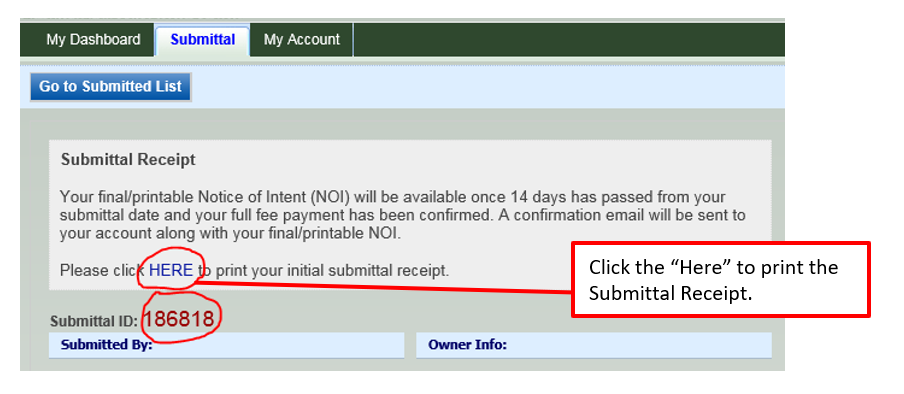 My Dashboard Submittal My Account
Go to Submitted List
Submittal Receipt
Your final/printable Notice of Intent (NOI) will be available once 14 days has passed from your
submittal date and your full fee payment has been confirmed. A confirmation email will be sent to
your account along with your final/printable NOI.
Please click HERE to print your initial submittal receipt.
Click the “Here” to print the
Submittal Receipt.
Submittal ID: 186818
Submitted By: Owner Info: